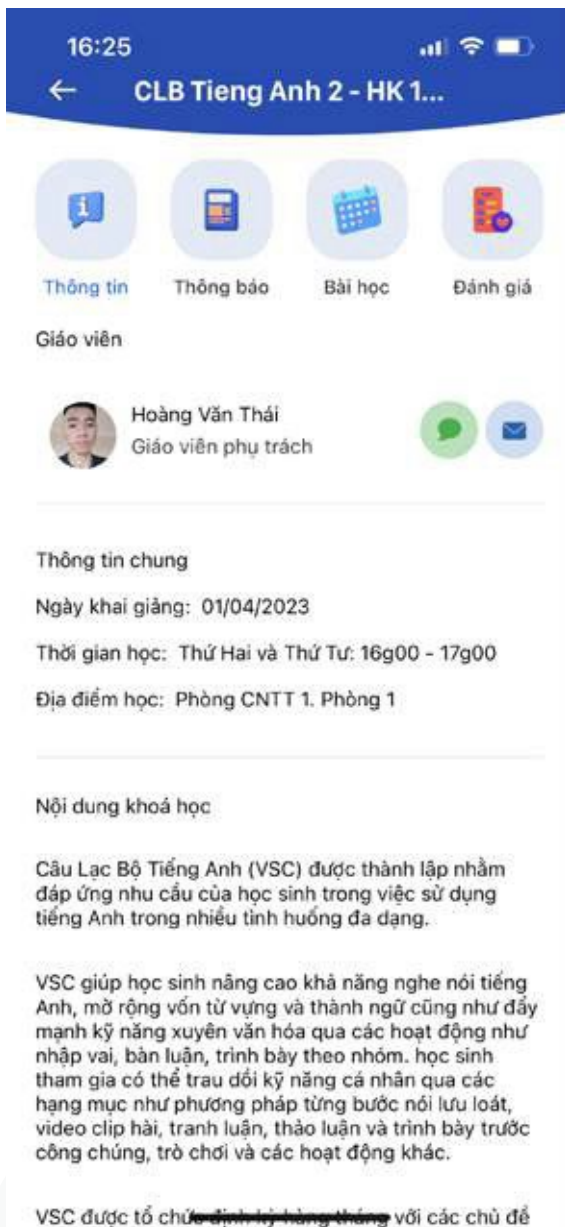 16:25
CLB Tieng Anh 2 - HK 1...
Thông tin
Thông báo
Bài học
Đánh giá
Giáo viên
Hoàng Văn Thái
Giáo viên phụ trách
Thông tin chung
Ngày khai giảng: 01/04/2023
Thời gian học: Thứ Hai và Thứ Tư: 16g00 - 17g00
Địa điểm học: Phòng CNTT 1. Phòng 1
Nội dung khoá học
Câu Lạc Bộ Tiếng Anh (VSC) được thành lập nhằm
đáp ứng nhu cầu của học sinh trong việc sử dụng
tiếng Anh trong nhiều tình huống đa dạng.
VSC giúp học sinh nâng cao khả năng nghe nói tiếng
Anh, mở rộng vốn từ vựng và thành ngữ cũng như đẩy
mạnh kỹ năng xuyên văn hóa qua các hoạt động như
nhập vai, bàn luận, trình bày theo nhóm. học sinh
tham gia có thể trau dồi kỹ năng cá nhân qua các
hạng mục như phương pháp từng bước nói lưu loát,
video clip hài, tranh luận, thảo luận và trình bày trước
công chúng, trò chơi và các hoạt động khác.
VSC được tổ chức định kỳ hàng tháng với các chủ đề